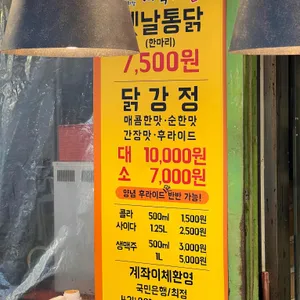 옛날통닭
(한마리)
7,500원
닭강정
매콤한맛·순한맛
간장맛·후라이드
대 10,000원
소 7,000원
양념 후라이드 반반 가능!
콜라 500ml 1,500원
사이다 1.25L 2,500원
생맥주 500ml 3,000원
1L 5,000원
계좌이체환영
국민은행/최정